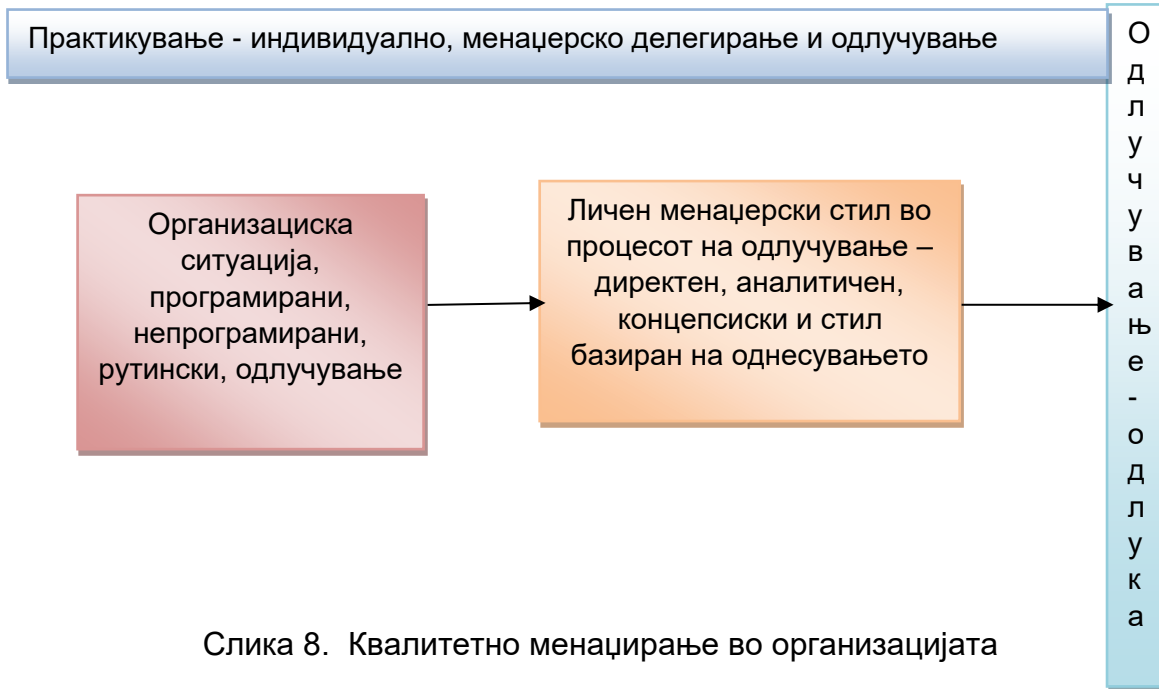 Практикување - индивидуално, менаџерско делегирање и одлучување
Организациска
ситуација,
програмирани,
непрограмирани,
рутински, одлучување
Личен менаџерски стил во
процесот на одлучување –
директен, аналитичен,
концепсиски и стил
базиран на однесувањето
О
д
л
у
ч
у
в
а
њ
е
-
о
д
л
у
к
а
Слика 8. Квалитетно менаџирање во организацијата